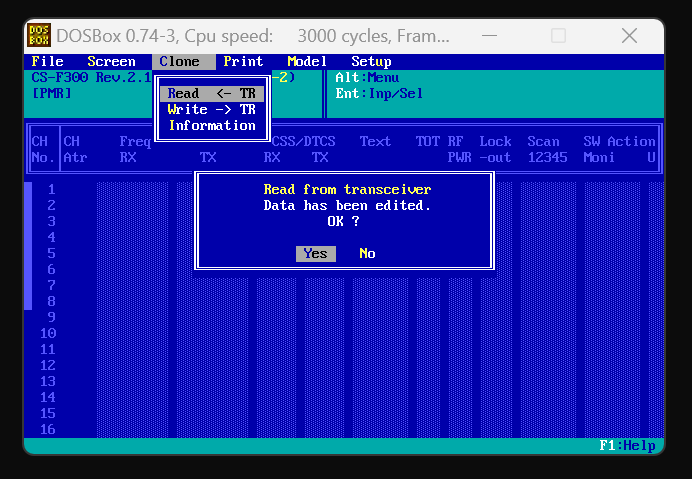 DOS
BOX
DOSBox 0.74-3, Cpu speed: 3000 cycles, Fram...
File Screen Clone Print Model Setup
CS-F300 Rev.2.1 -2)
[PMR]
Alt:Menu
Ent:Inp/Sel
Read <- TR
Write -> TR
Information
CH CH Freq CSS/DTCS Text TOT RF Lock Scan SW Action
No. Atr RX TX RX TX PWR -out 12345 Moni U
Read from transceiver
Data has been edited.
OK ?
Yes No
1
2
3
4
5
6
7
8
9
10
11
12
13
14
15
16
F1:Help